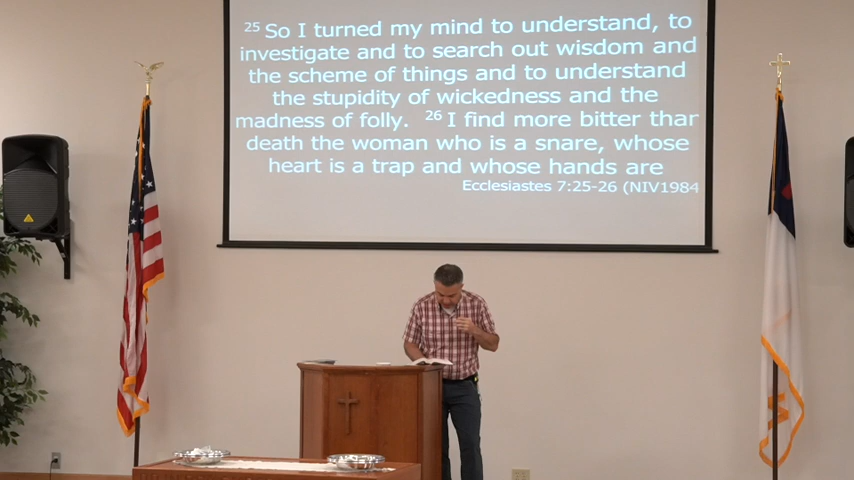 25 So I turned my mind to understand, to
investigate and to search out wisdom and
the scheme of things and to understand
the stupidity of wickedness and the
madness of folly. 26 I find more bitter than
death the woman who is a snare, whose
heart is a trap and whose hands are
Ecclesiastes 7:25-26 (NIV1984